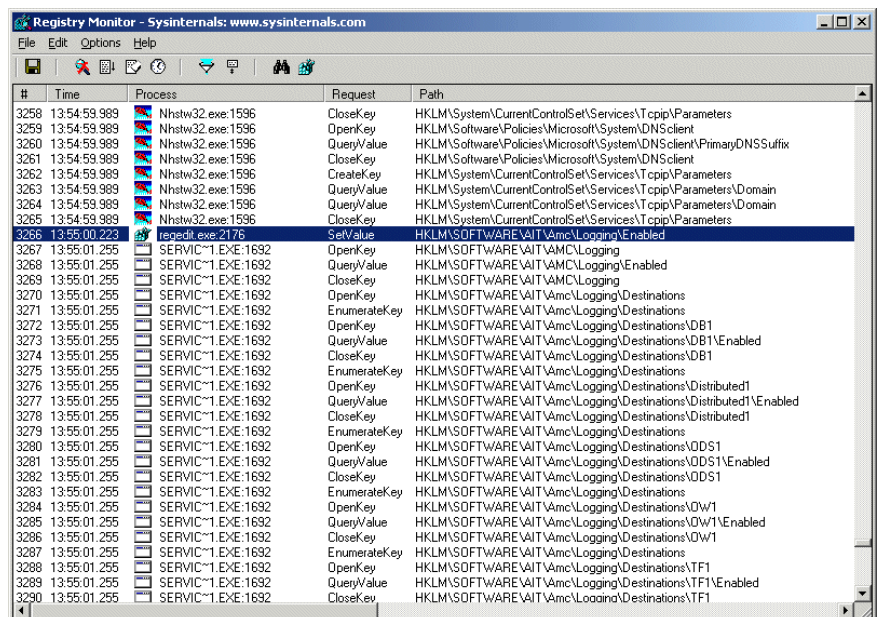 Registry Monitor - Sysinternals: www.sysinternals.com
File Edit Options Help
# Time Process Request Path
3258 13:54:59.989 Nhstw32.exe:1596 CloseKey HKLM\System\CurrentControlSet\Services\Tcpip\Parameters
3259 13:54:59.989 Nhstw32.exe:1596 OpenKey HKLM\Software\Policies\Microsoft\System\DNSclient
3260 13:54:59.989 Nhstw32.exe:1596 QueryValue HKLM\Software\Policies\Microsoft\System\DNSclient\PrimaryDNSSuffix
3261 13:54:59.989 Nhstw32.exe:1596 CloseKey HKLM\Software\Policies\Microsoft\System\DNSclient
3262 13:54:59.989 Nhstw32.exe:1596 CreateKey HKLM\System\CurrentControlSet\Services\Tcpip\Parameters
3263 13:54:59.989 Nhstw32.exe:1596 QueryValue HKLM\System\CurrentControlSet\Services\Tcpip\Parameters\Domain
3264 13:54:59.989 Nhstw32.exe:1596 QueryValue HKLM\System\CurrentControlSet\Services\Tcpip\Parameters\Domain
3265 13:54:59.989 Nhstw32.exe:1596 CloseKey HKLM\System\CurrentControlSet\Services\Tcpip\Parameters
3266 13:55:00.223 regedit.exe:2176 SetValue HKLM\SOFTWARE\AIT\Amc\Logging\Enabled
3267 13:55:01.255 SERVIC~1.EXE:1692 OpenKey HKLM\SOFTWARE\AIT\AMC\Logging
3268 13:55:01.255 SERVIC~1.EXE:1692 QueryValue HKLM\SOFTWARE\AIT\AMC\Logging\Enabled
3269 13:55:01.255 SERVIC~1.EXE:1692 CloseKey HKLM\SOFTWARE\AIT\AMC\Logging
3270 13:55:01.255 SERVIC~1.EXE:1692 OpenKey HKLM\SOFTWARE\AIT\Amc\Logging\Destinations
3271 13:55:01.255 SERVIC~1.EXE:1692 EnumerateKey HKLM\SOFTWARE\AIT\Amc\Logging\Destinations
3272 13:55:01.255 SERVIC~1.EXE:1692 OpenKey HKLM\SOFTWARE\AIT\Amc\Logging\Destinations\DB1
3273 13:55:01.255 SERVIC~1.EXE:1692 QueryValue HKLM\SOFTWARE\AIT\Amc\Logging\Destinations\DB1\Enabled
3274 13:55:01.255 SERVIC~1.EXE:1692 CloseKey HKLM\SOFTWARE\AIT\Amc\Logging\Destinations\DB1
3275 13:55:01.255 SERVIC~1.EXE:1692 EnumerateKey HKLM\SOFTWARE\AIT\Amc\Logging\Destinations
3276 13:55:01.255 SERVIC~1.EXE:1692 OpenKey HKLM\SOFTWARE\AIT\Amc\Logging\Destinations\Distributed1
3277 13:55:01.255 SERVIC~1.EXE:1692 QueryValue HKLM\SOFTWARE\AIT\Amc\Logging\Destinations\Distributed1\Enabled
3278 13:55:01.255 SERVIC~1.EXE:1692 CloseKey HKLM\SOFTWARE\AIT\Amc\Logging\Destinations\Distributed1
3279 13:55:01.255 SERVIC~1.EXE:1692 EnumerateKey HKLM\SOFTWARE\AIT\Amc\Logging\Destinations
3280 13:55:01.255 SERVIC~1.EXE:1692 OpenKey HKLM\SOFTWARE\AIT\Amc\Logging\Destinations\ODS1
3281 13:55:01.255 SERVIC~1.EXE:1692 QueryValue HKLM\SOFTWARE\AIT\Amc\Logging\Destinations\ODS1\Enabled
3282 13:55:01.255 SERVIC~1.EXE:1692 CloseKey HKLM\SOFTWARE\AIT\Amc\Logging\Destinations\ODS1
3283 13:55:01.255 SERVIC~1.EXE:1692 EnumerateKey HKLM\SOFTWARE\AIT\Amc\Logging\Destinations
3284 13:55:01.255 SERVIC~1.EXE:1692 OpenKey HKLM\SOFTWARE\AIT\Amc\Logging\Destinations\OW1
3285 13:55:01.255 SERVIC~1.EXE:1692 QueryValue HKLM\SOFTWARE\AIT\Amc\Logging\Destinations\OW1\Enabled
3286 13:55:01.255 SERVIC~1.EXE:1692 CloseKey HKLM\SOFTWARE\AIT\Amc\Logging\Destinations\OW1
3287 13:55:01.255 SERVIC~1.EXE:1692 EnumerateKey HKLM\SOFTWARE\AIT\Amc\Logging\Destinations
3288 13:55:01.255 SERVIC~1.EXE:1692 OpenKey HKLM\SOFTWARE\AIT\Amc\Logging\Destinations\TF1
3289 13:55:01.255 SERVIC~1.EXE:1692 QueryValue HKLM\SOFTWARE\AIT\Amc\Logging\Destinations\TF1\Enabled
3290 13:55:01.255 SERVIC~1.EXE:1692 CloseKey HKLM\SOFTWARE\AIT\Amc\Logging\Destinations\TF1